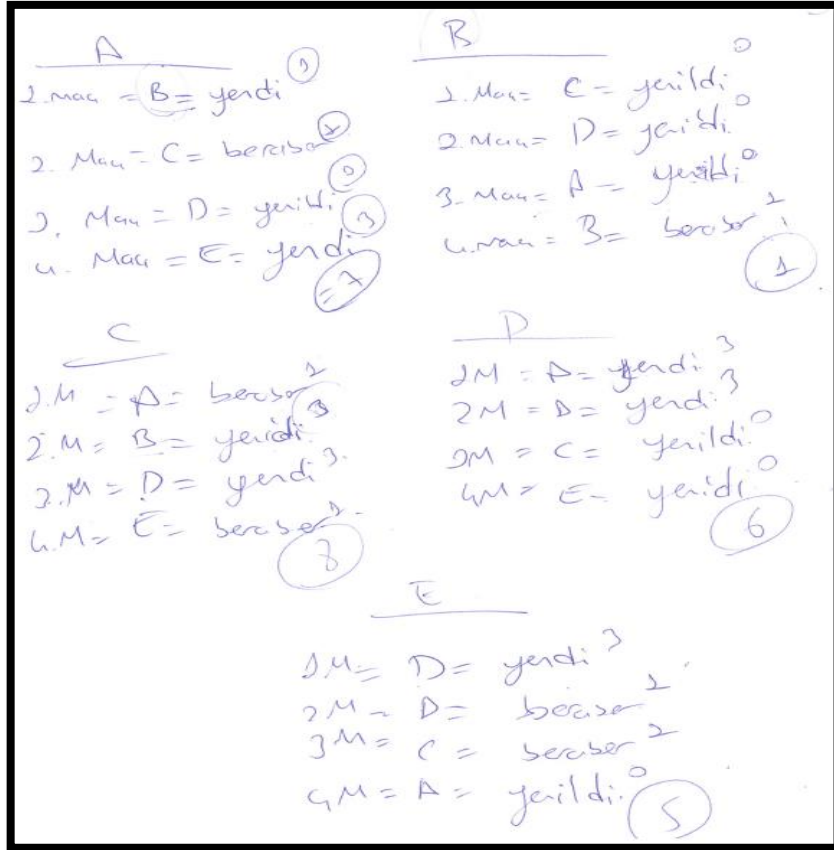 A
1. maç = B = yendi 3
2. Maç = C = beraber 1
3. Maç = D = yenildi 0
4. Maç = E = yendi 3
= 7
B
1. Maç = C = yenildi 0
2. Maç = D = yenildi 0
3. Maç = A = yenildi 0
4. maç = B = beraber 1
1
C
1.M = A = beraber 1
2.M = B = yendi 3
3.M = D = yendi 3
4.M = E = beraber 1
8
D
1M = A = yendi 3
2M = B = yendi 3
3M = C = yenildi 0
4M = E = yenildi 0
6
E
1M = D = yendi 3
2M = B = beraber 1
3M = C = beraber 1
4M = A = yenildi 0
5